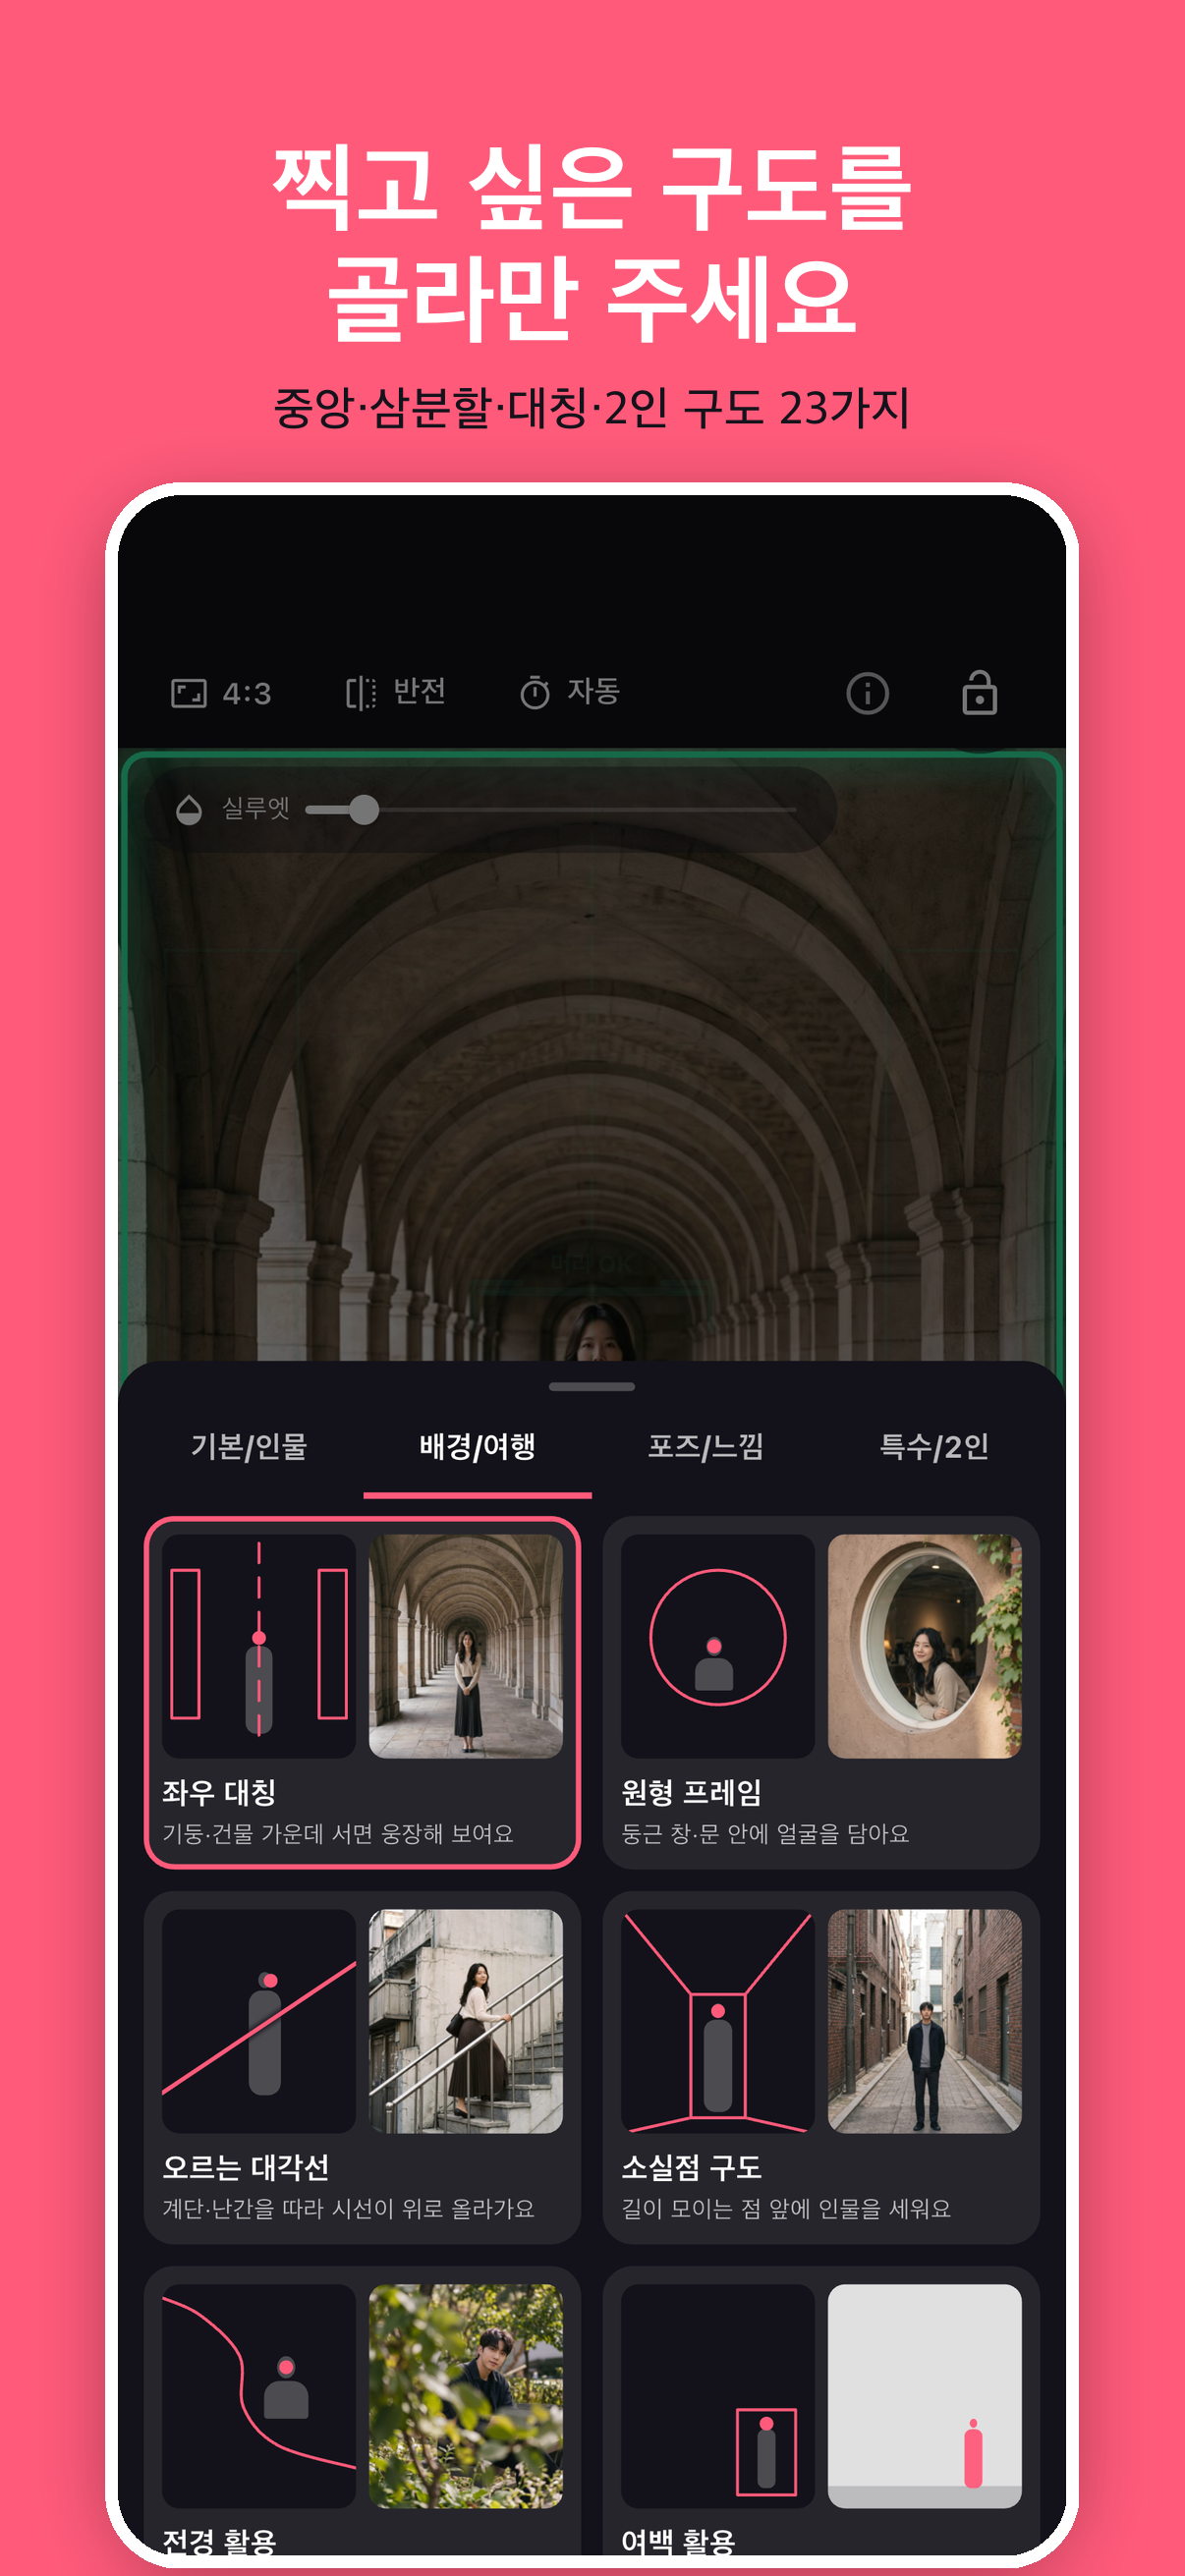 찍고 싶은 구도를
골라만 주세요
중앙·삼분할·대칭·2인 구도 23가지
4:3 반전 자동
실루엣
머리 OK
기본/인물 배경/여행 포즈/느낌 특수/2인
좌우 대칭
기둥·건물 가운데 서면 웅장해 보여요
원형 프레임
둥근 창·문 안에 얼굴을 담아요
오르는 대각선
계단·난간을 따라 시선이 위로 올라가요
소실점 구도
길이 모이는 점 앞에 인물을 세워요
전경 활용
여백 활용